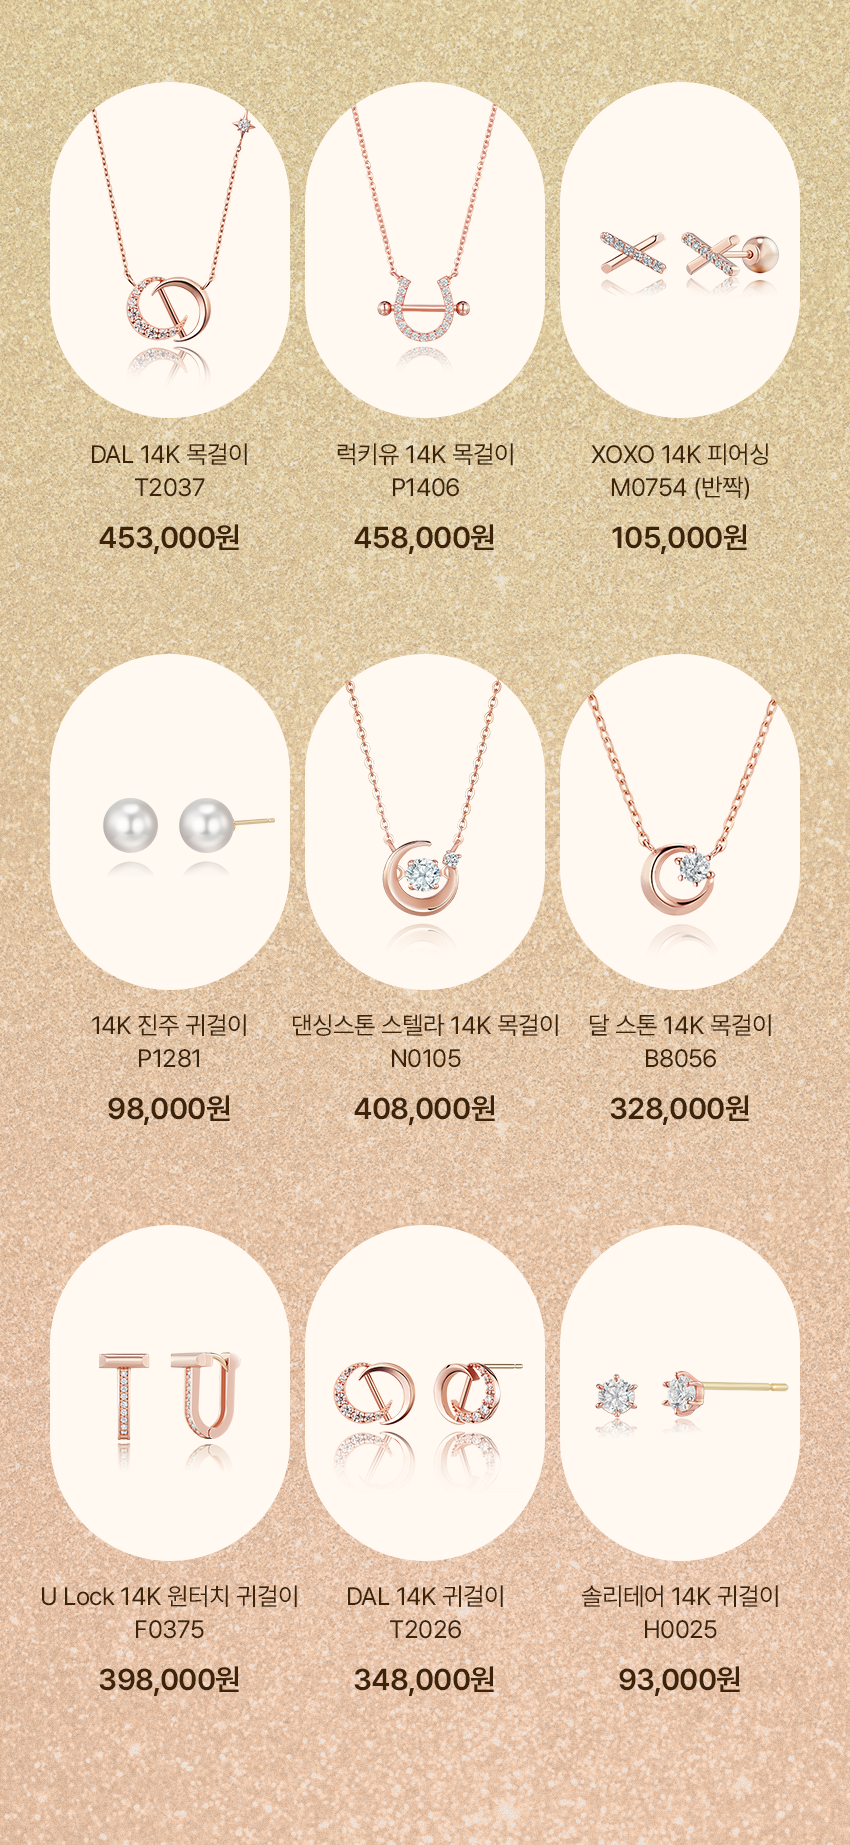 DAL 14K 목걸이
T2037
453,000원
럭키유 14K 목걸이
P1406
458,000원
XOXO 14K 피어싱
M0754 (반짝)
105,000원
14K 진주 귀걸이
P1281
98,000원
댄싱스톤 스텔라 14K 목걸이
N0105
408,000원
달 스톤 14K 목걸이
B8056
328,000원
U Lock 14K 원터치 귀걸이
F0375
398,000원
DAL 14K 귀걸이
T2026
348,000원
솔리테어 14K 귀걸이
H0025
93,000원